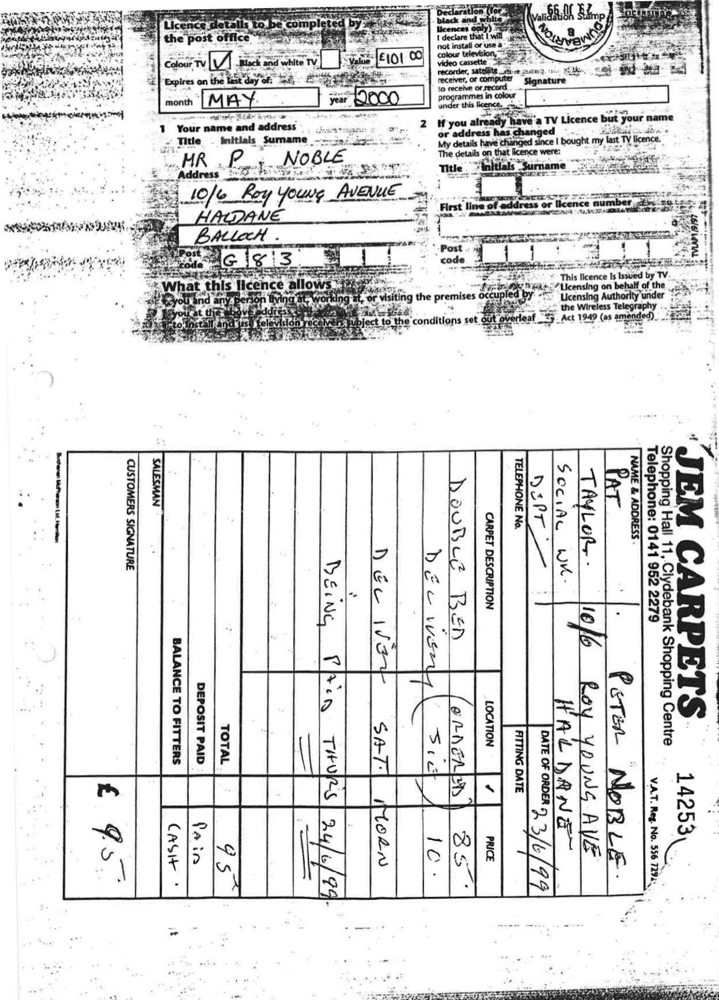 Licence details to be completed by
the post office
Colour TV ✓ Black and white TV Value £101 00
Expires on the last day of:
month MAY year 2000
Declaration (for
black and white
licences only)
I declare that I will
not install or use a
colour television,
video cassette
recorder, satellite
receiver, or computer
to receive or record
programmes in colour
under this licence.
Validation Stamp
DUMBARTON
8
LICENSING
Signature
1 Your name and address
Title Initials Surname
MR P. NOBLE
Address
10/6 ROY YOUNG AVENUE
HALDANE
BALLOCH.
Post
code G 8 3
2 If you already have a TV Licence but your name
or address has changed
My details have changed since I bought my last TV licence.
The details on that licence were:
Title Initials Surname
First line of address or licence number
Post
code
What this licence allows
you and any person living at, working at, or visiting the premises occupied by
you at the above address
to install and use television receivers subject to the conditions set out overleaf
This licence is issued by TV
Licensing on behalf of the
Licensing Authority under
the Wireless Telegraphy
Act 1949 (as amended)
JEM CARPETS 14253
Shopping Hall 11, Clydebank Shopping Centre
Telephone: 0141 952 2279 V.A.T. Reg. No. 556 729
NAME & ADDRESS
PAT PETER NOBLE.
TAYLOR. 10/6 ROY YOUNG AVE
SOCIAL WK. HALDANE
DEPT DATE OF ORDER 23/6/99
TELEPHONE No. FITTING DATE
CARPET DESCRIPTION LOCATION ✓ PRICE
DOUBLE BED (ORDERED 85.
DELIVERY SIE) 10.
DELIVER SAT. MORN
BEING PAID THURS 24/6/99.
TOTAL 95
DEPOSIT PAID PAID
BALANCE TO FITTERS CASH.
SALESMAN
CUSTOMERS SIGNATURE £ 95.
Buchanan McPherson Ltd, Hamilton